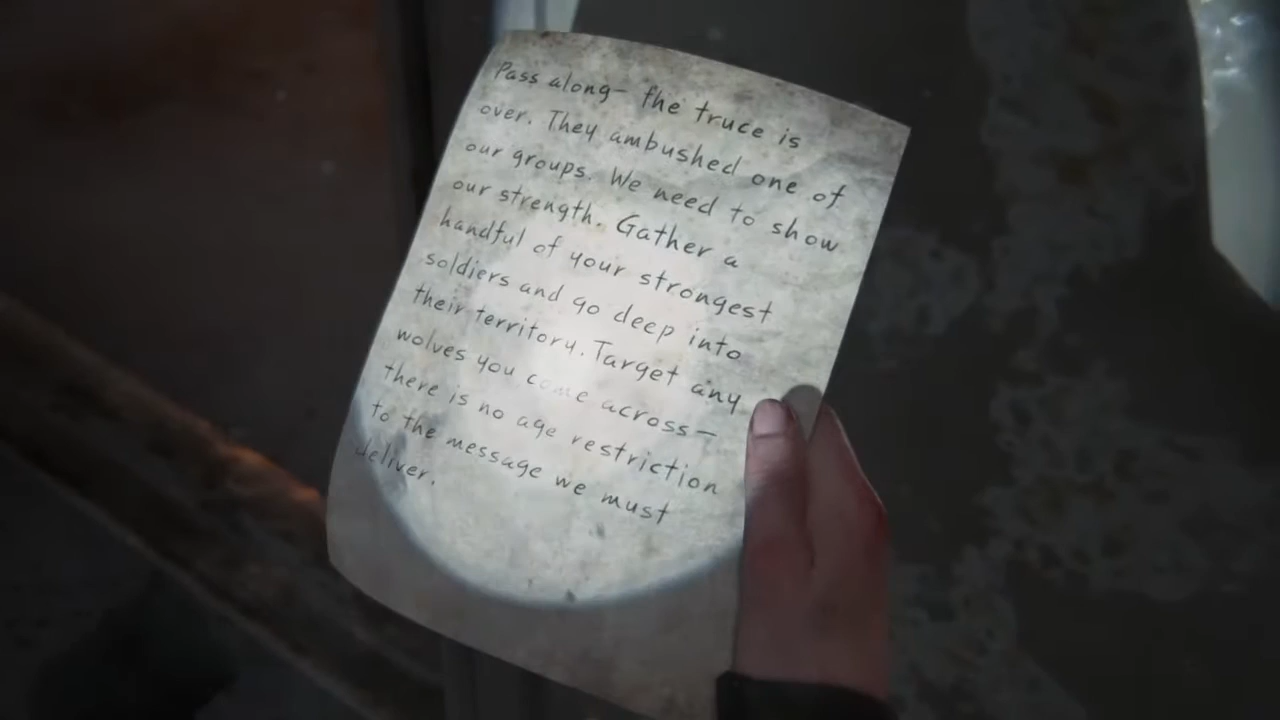 Pass along- the truce is
over. They ambushed one of
our groups. We need to show
our strength. Gather a
handful of your strongest
soldiers and go deep into
their territory. Target any
wolves you come across-
there is no age restriction
to the message we must
deliver.